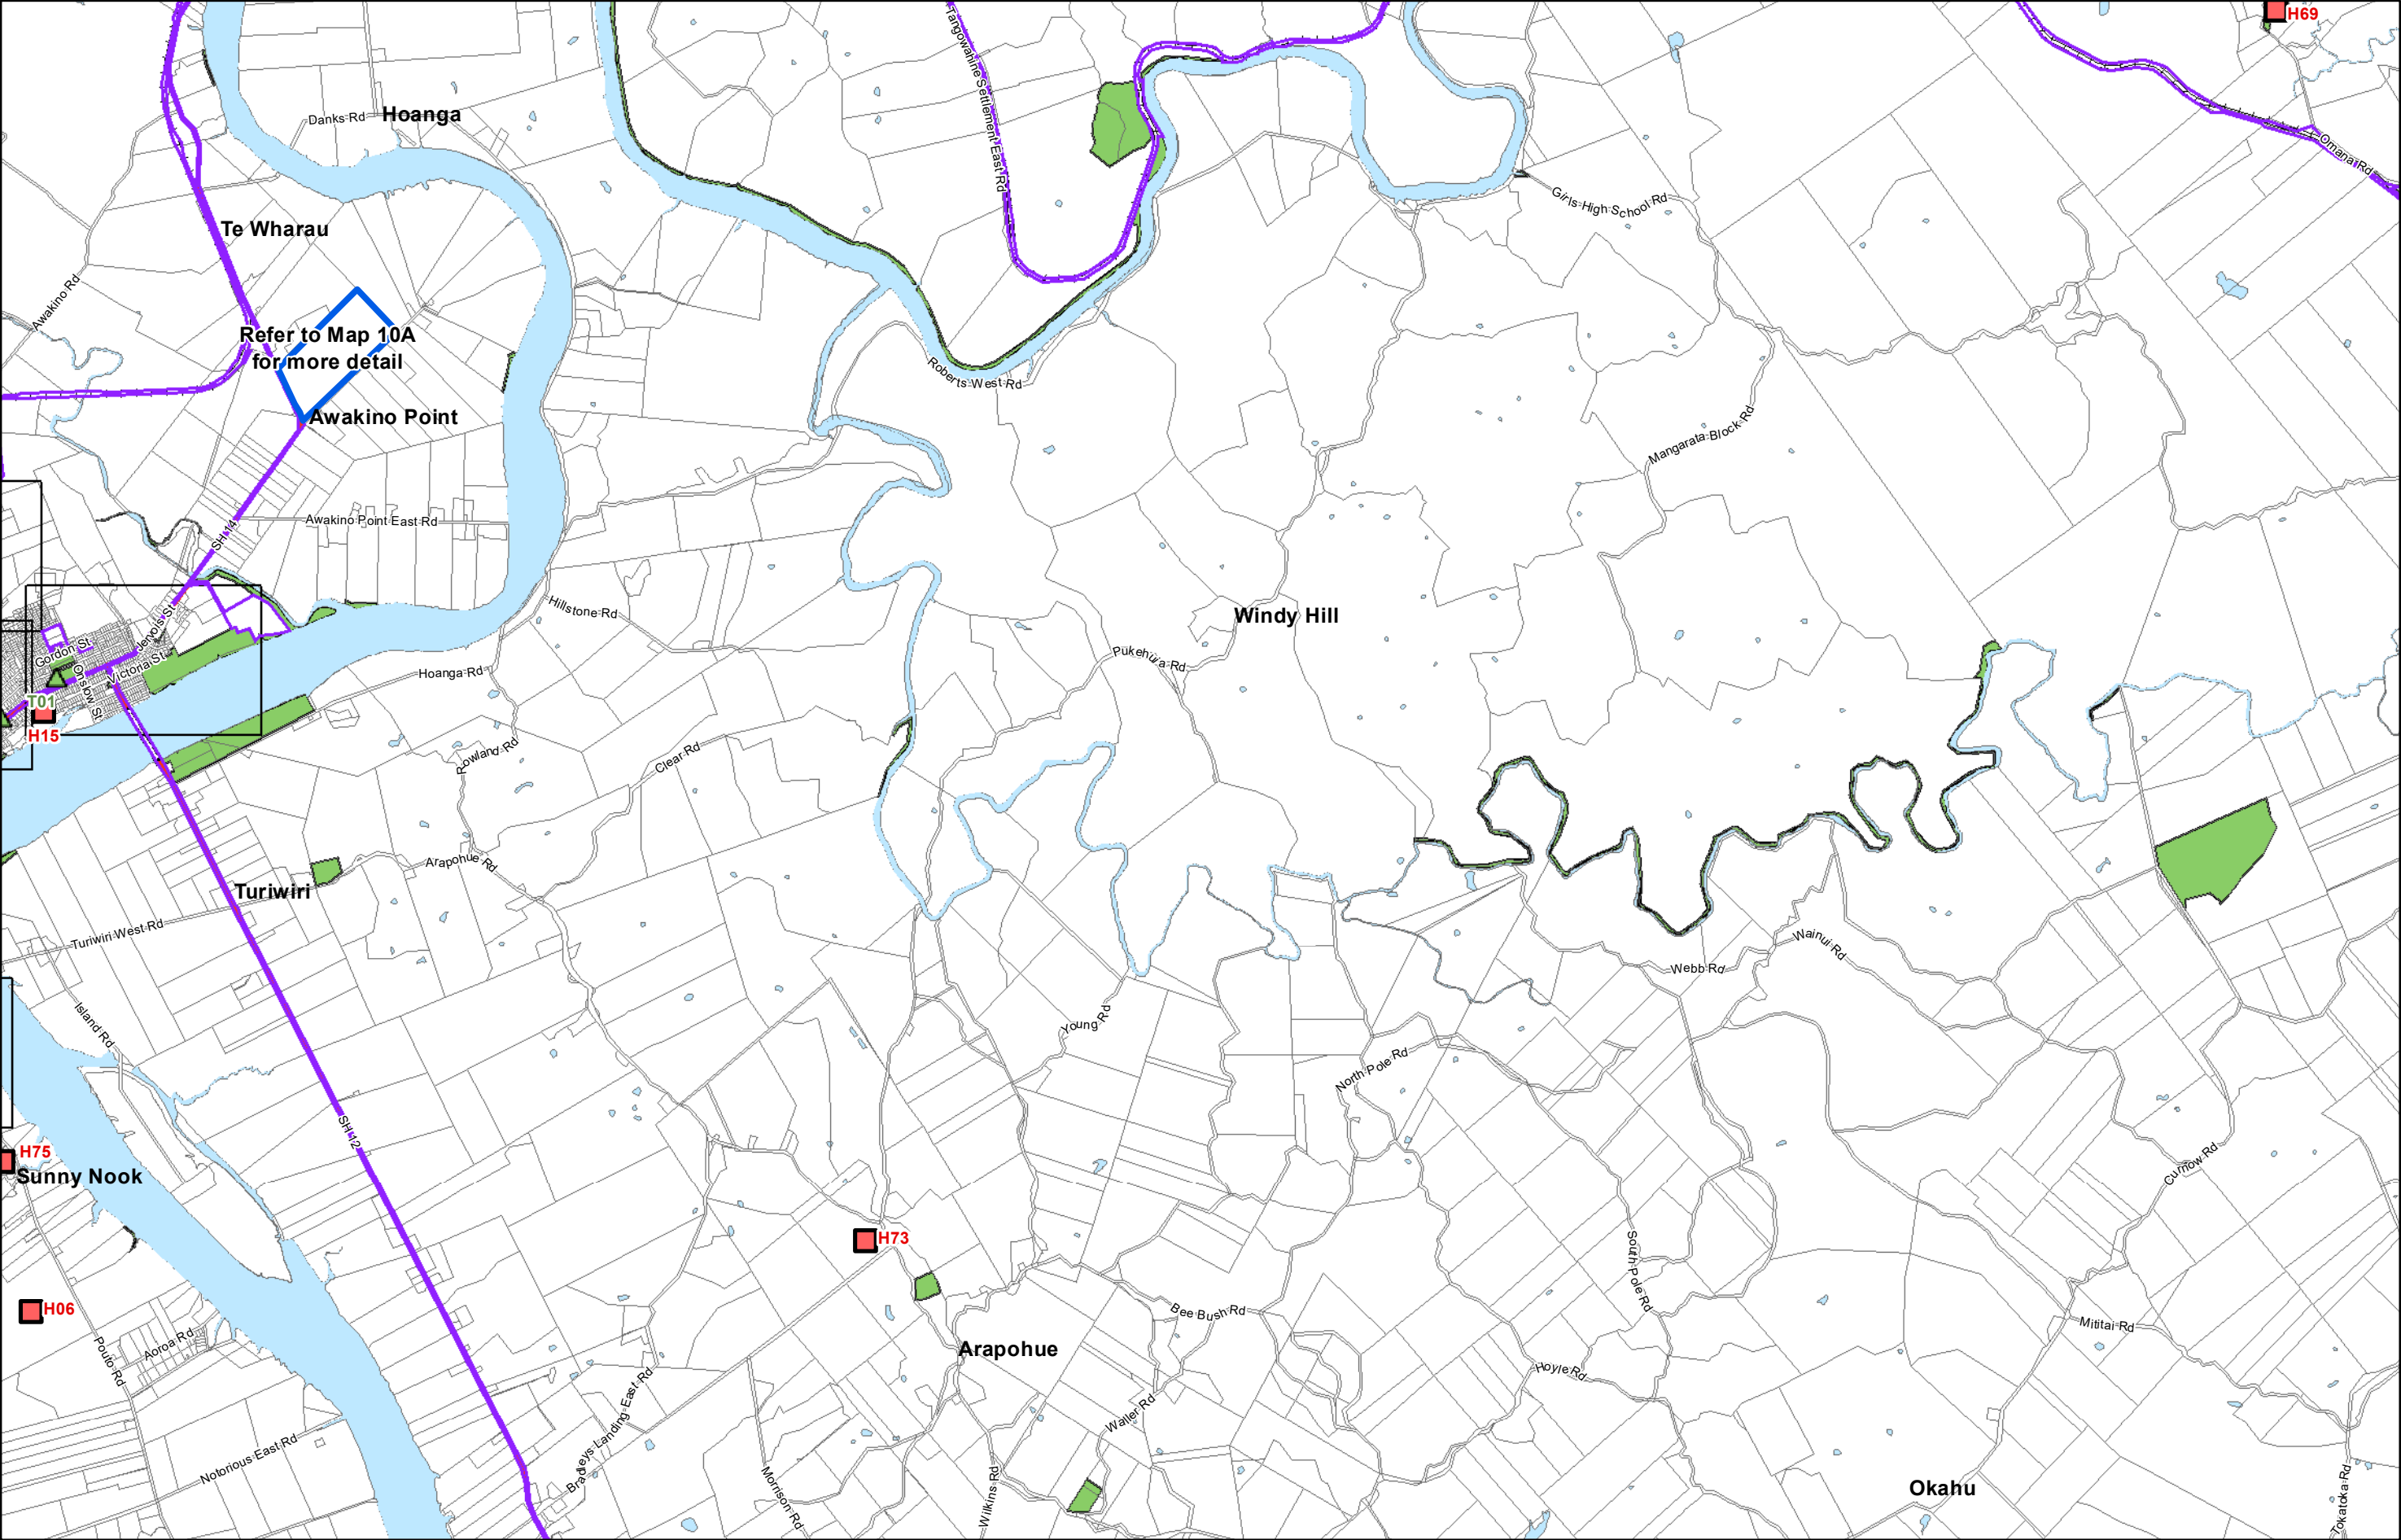 H69
Tangowahine Settlement East Rd
Hoanga
Danks Rd
Omana Rd
Girls High School Rd
Te Wharau
Awakino Rd
Refer to Map 10A
for more detail
Roberts West Rd
Awakino Point
Mangarata Block Rd
Awakino Point East Rd
SH 14
Hillstone Rd
Windy Hill
Jervois St
Gordon St
Pukehuia Rd
Victoria St
Hoanga Rd
Onslow St
T01
H15
Rowland Rd
Clear Rd
Arapohue Rd
Turiwiri
Turiwiri West Rd
Wainui Rd
Webb Rd
Island Rd
Young Rd
North Pole Rd
SH 12
H75
Sunny Nook
Curnow Rd
H73
South Pole Rd
H06
Bee Bush Rd
Mititai Rd
Aoroa Rd
Pouto Rd
Arapohue
Hoyle Rd
Bradleys Landing East Rd
Waller Rd
Notorious East Rd
Morrison Rd
Wilkins Rd
Okahu
Tokatoka Rd